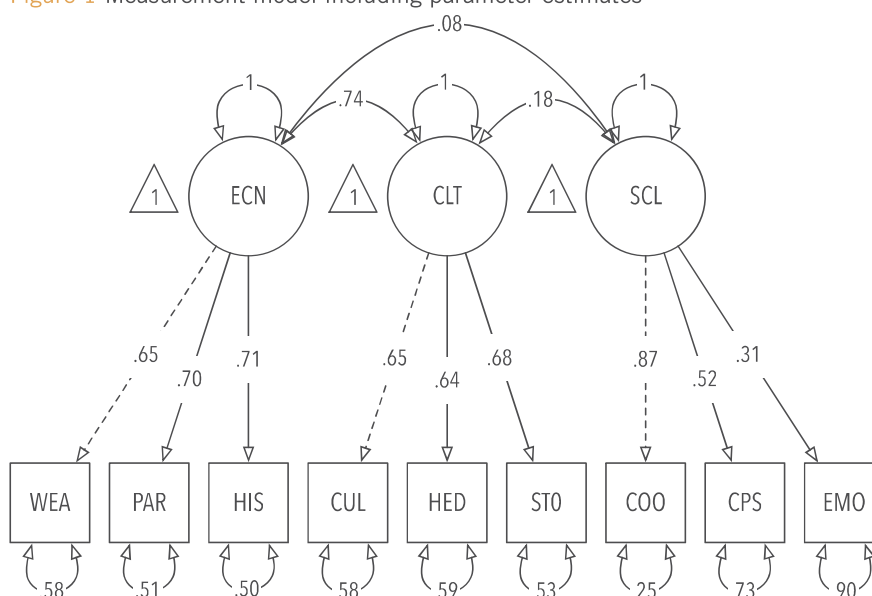 Figure 1 Measurement model including parameter estimates
.08
1 1 1
.74 .18
1 ECN 1 CLT 1 SCL
.65 .71 .65 .68 .87 .31
.70 .64 .52
WEA PAR HIS CUL HED STO COO CPS EMO
.58 .51 .50 .58 .59 .53 .25 .73 .90